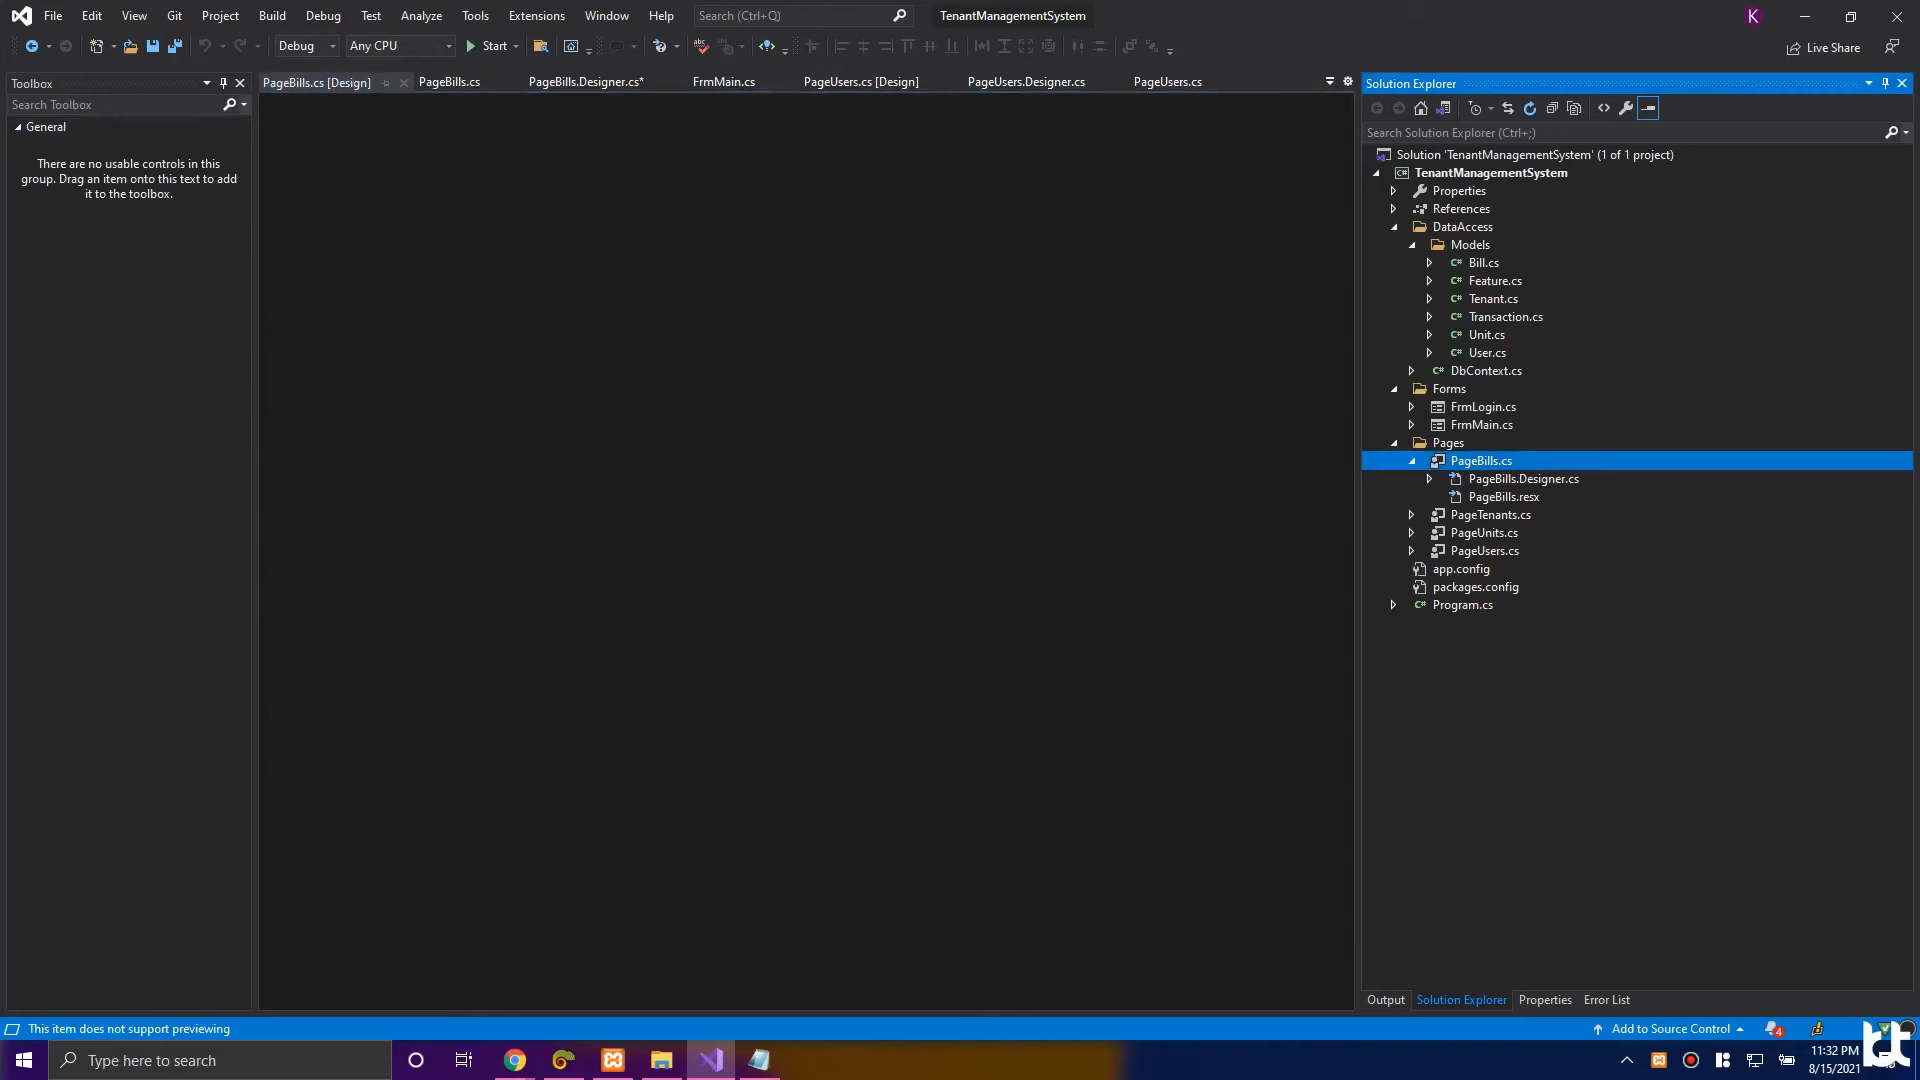 File Edit View Git Project Build Debug Test Analyze Tools Extensions Window Help Search (Ctrl+Q) TenantManagementSystem K
Debug Any CPU Start Live Share
Toolbox
Search Toolbox
General
There are no usable controls in this
group. Drag an item onto this text to add
it to the toolbox.
PageBills.cs [Design] PageBills.cs PageBills.Designer.cs* FrmMain.cs PageUsers.cs [Design] PageUsers.Designer.cs PageUsers.cs
Solution Explorer
Search Solution Explorer (Ctrl+;)
Solution 'TenantManagementSystem' (1 of 1 project)
C# TenantManagementSystem
Properties
References
DataAccess
Models
C# Bill.cs
C# Feature.cs
C# Tenant.cs
C# Transaction.cs
C# Unit.cs
C# User.cs
C# DbContext.cs
Forms
FrmLogin.cs
FrmMain.cs
Pages
PageBills.cs
PageBills.Designer.cs
PageBills.resx
PageTenants.cs
PageUnits.cs
PageUsers.cs
app.config
packages.config
C# Program.cs
Output Solution Explorer Properties Error List
This item does not support previewing
Add to Source Control 4
Type here to search
11:32 PM
8/15/2021